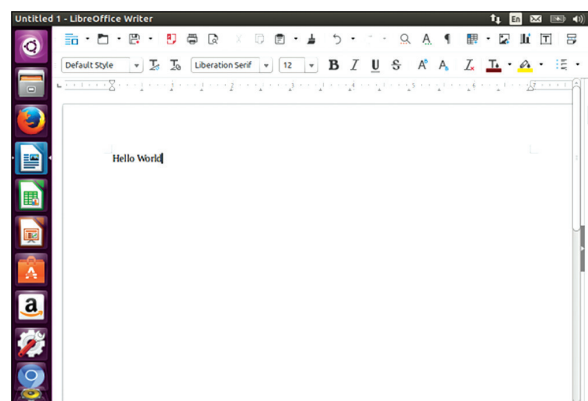 Untitled 1 - LibreOffice Writer
En
Default Style
Liberation Serif
12
Hello World